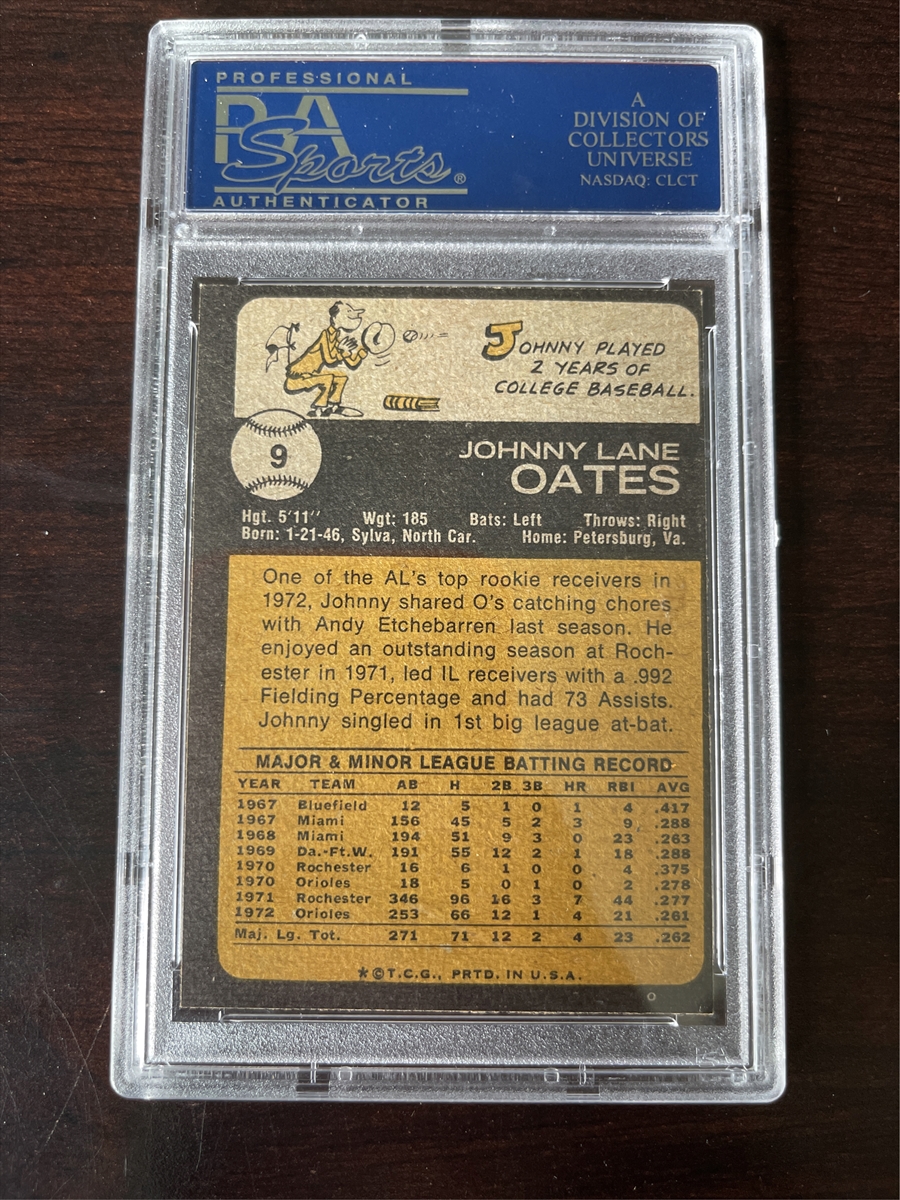 PROFESSIONAL
PSA
Sports®
AUTHENTICATOR
A
DIVISION OF
COLLECTORS
UNIVERSE
NASDAQ: CLCT
JOHNNY PLAYED
2 YEARS OF
COLLEGE BASEBALL.
9
JOHNNY LANE
OATES
Hgt. 5'11'' Wgt: 185 Bats: Left Throws: Right
Born: 1-21-46, Sylva, North Car. Home: Petersburg, Va.
One of the AL's top rookie receivers in
1972, Johnny shared O's catching chores
with Andy Etchebarren last season. He
enjoyed an outstanding season at Roch-
ester in 1971, led IL receivers with a .992
Fielding Percentage and had 73 Assists.
Johnny singled in 1st big league at-bat.
MAJOR & MINOR LEAGUE BATTING RECORD
YEAR TEAM AB H 2B 3B HR RBI AVG
1967 Bluefield 12 5 1 0 1 4 .417
1967 Miami 156 45 5 2 3 9 .288
1968 Miami 194 51 9 3 0 23 .263
1969 Da.-Ft.W. 191 55 12 2 1 18 .288
1970 Rochester 16 6 1 0 0 4 .375
1970 Orioles 18 5 0 1 0 2 .278
1971 Rochester 346 96 16 3 7 44 .277
1972 Orioles 253 66 12 1 4 21 .261
Maj. Lg. Tot. 271 71 12 2 4 23 .262
*©T.C.G., PRTD. IN U.S.A.